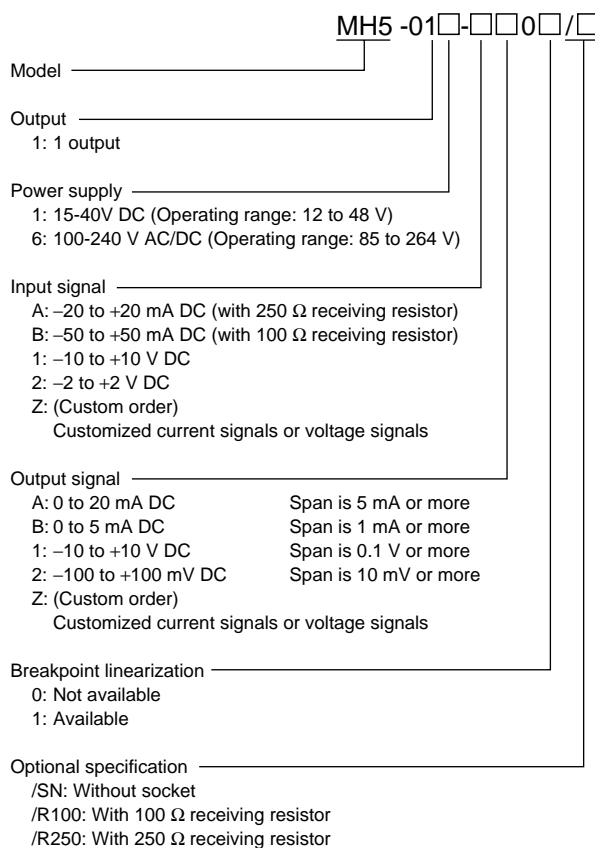 MH5 -01□-□□0□/□
Model
Output
1: 1 output
Power supply
1: 15-40V DC (Operating range: 12 to 48 V)
6: 100-240 V AC/DC (Operating range: 85 to 264 V)
Input signal
A: –20 to +20 mA DC (with 250 Ω receiving resistor)
B: –50 to +50 mA DC (with 100 Ω receiving resistor)
1: –10 to +10 V DC
2: –2 to +2 V DC
Z: (Custom order)
Customized current signals or voltage signals
Output signal
A: 0 to 20 mA DC Span is 5 mA or more
B: 0 to 5 mA DC Span is 1 mA or more
1: –10 to +10 V DC Span is 0.1 V or more
2: –100 to +100 mV DC Span is 10 mV or more
Z: (Custom order)
Customized current signals or voltage signals
Breakpoint linearization
0: Not available
1: Available
Optional specification
/SN: Without socket
/R100: With 100 Ω receiving resistor
/R250: With 250 Ω receiving resistor